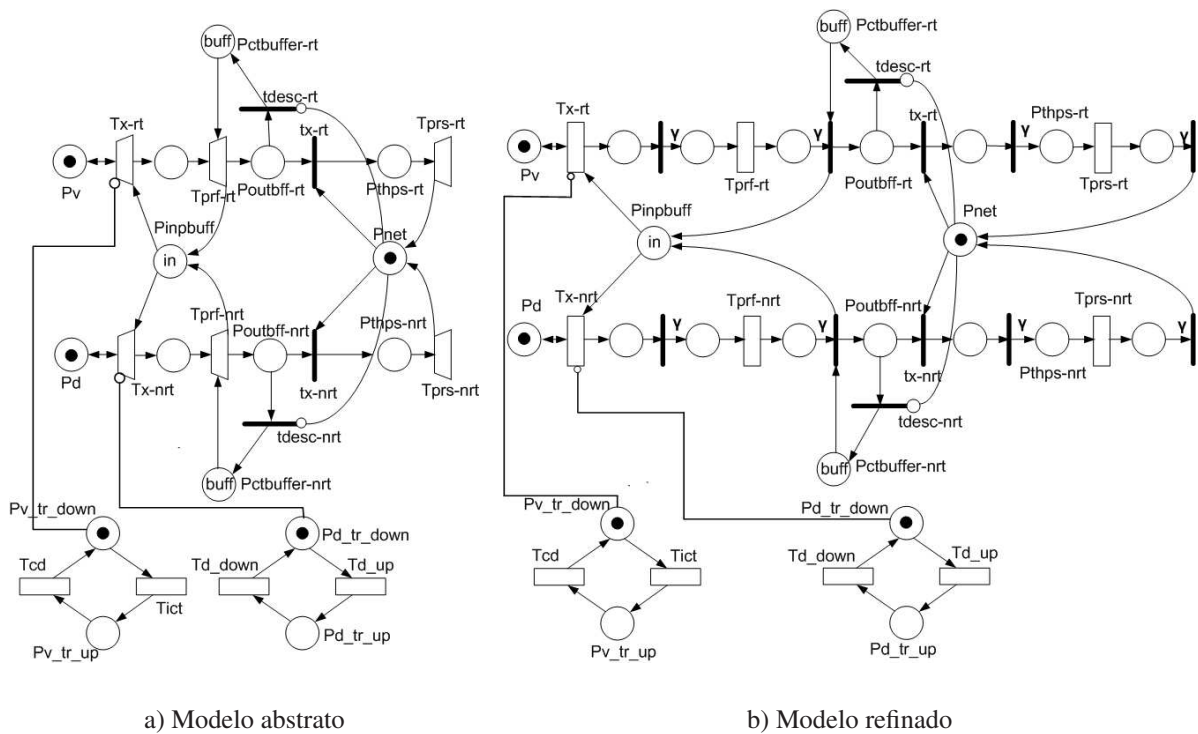 buff
Pctbuffer-rt
tdesc-rt
Tx-rt
tx-rt
Tprs-rt
Pv
Tprf-rt
Poutbff-rt
Pthps-rt
Pinpbuff
in
Pnet
Tprf-nrt
Poutbff-nrt
Pthps-nrt
Pd
Tx-nrt
tx-nrt
Tprs-nrt
tdesc-nrt
buff
Pctbuffer-nrt
Pv_tr_down
Pd_tr_down
Tcd
Tict
Td_down
Td_up
Pv_tr_up
Pd_tr_up
a) Modelo abstrato
buff
Pctbuffer-rt
tdesc-rt
Tx-rt
γ
γ
tx-rt
γ
Pthps-rt
γ
Pv
Tprf-rt
Poutbff-rt
Tprs-rt
Pinpbuff
in
Pnet
Pd
Tx-nrt
γ
Tprf-nrt
γ
Poutbff-nrt
γ
Tprs-nrt
γ
tx-nrt
Pthps-nrt
tdesc-nrt
buff
Pctbuffer-nrt
Pv_tr_down
Pd_tr_down
Tcd
Tict
Td_down
Td_up
Pv_tr_up
Pd_tr_up
b) Modelo refinado